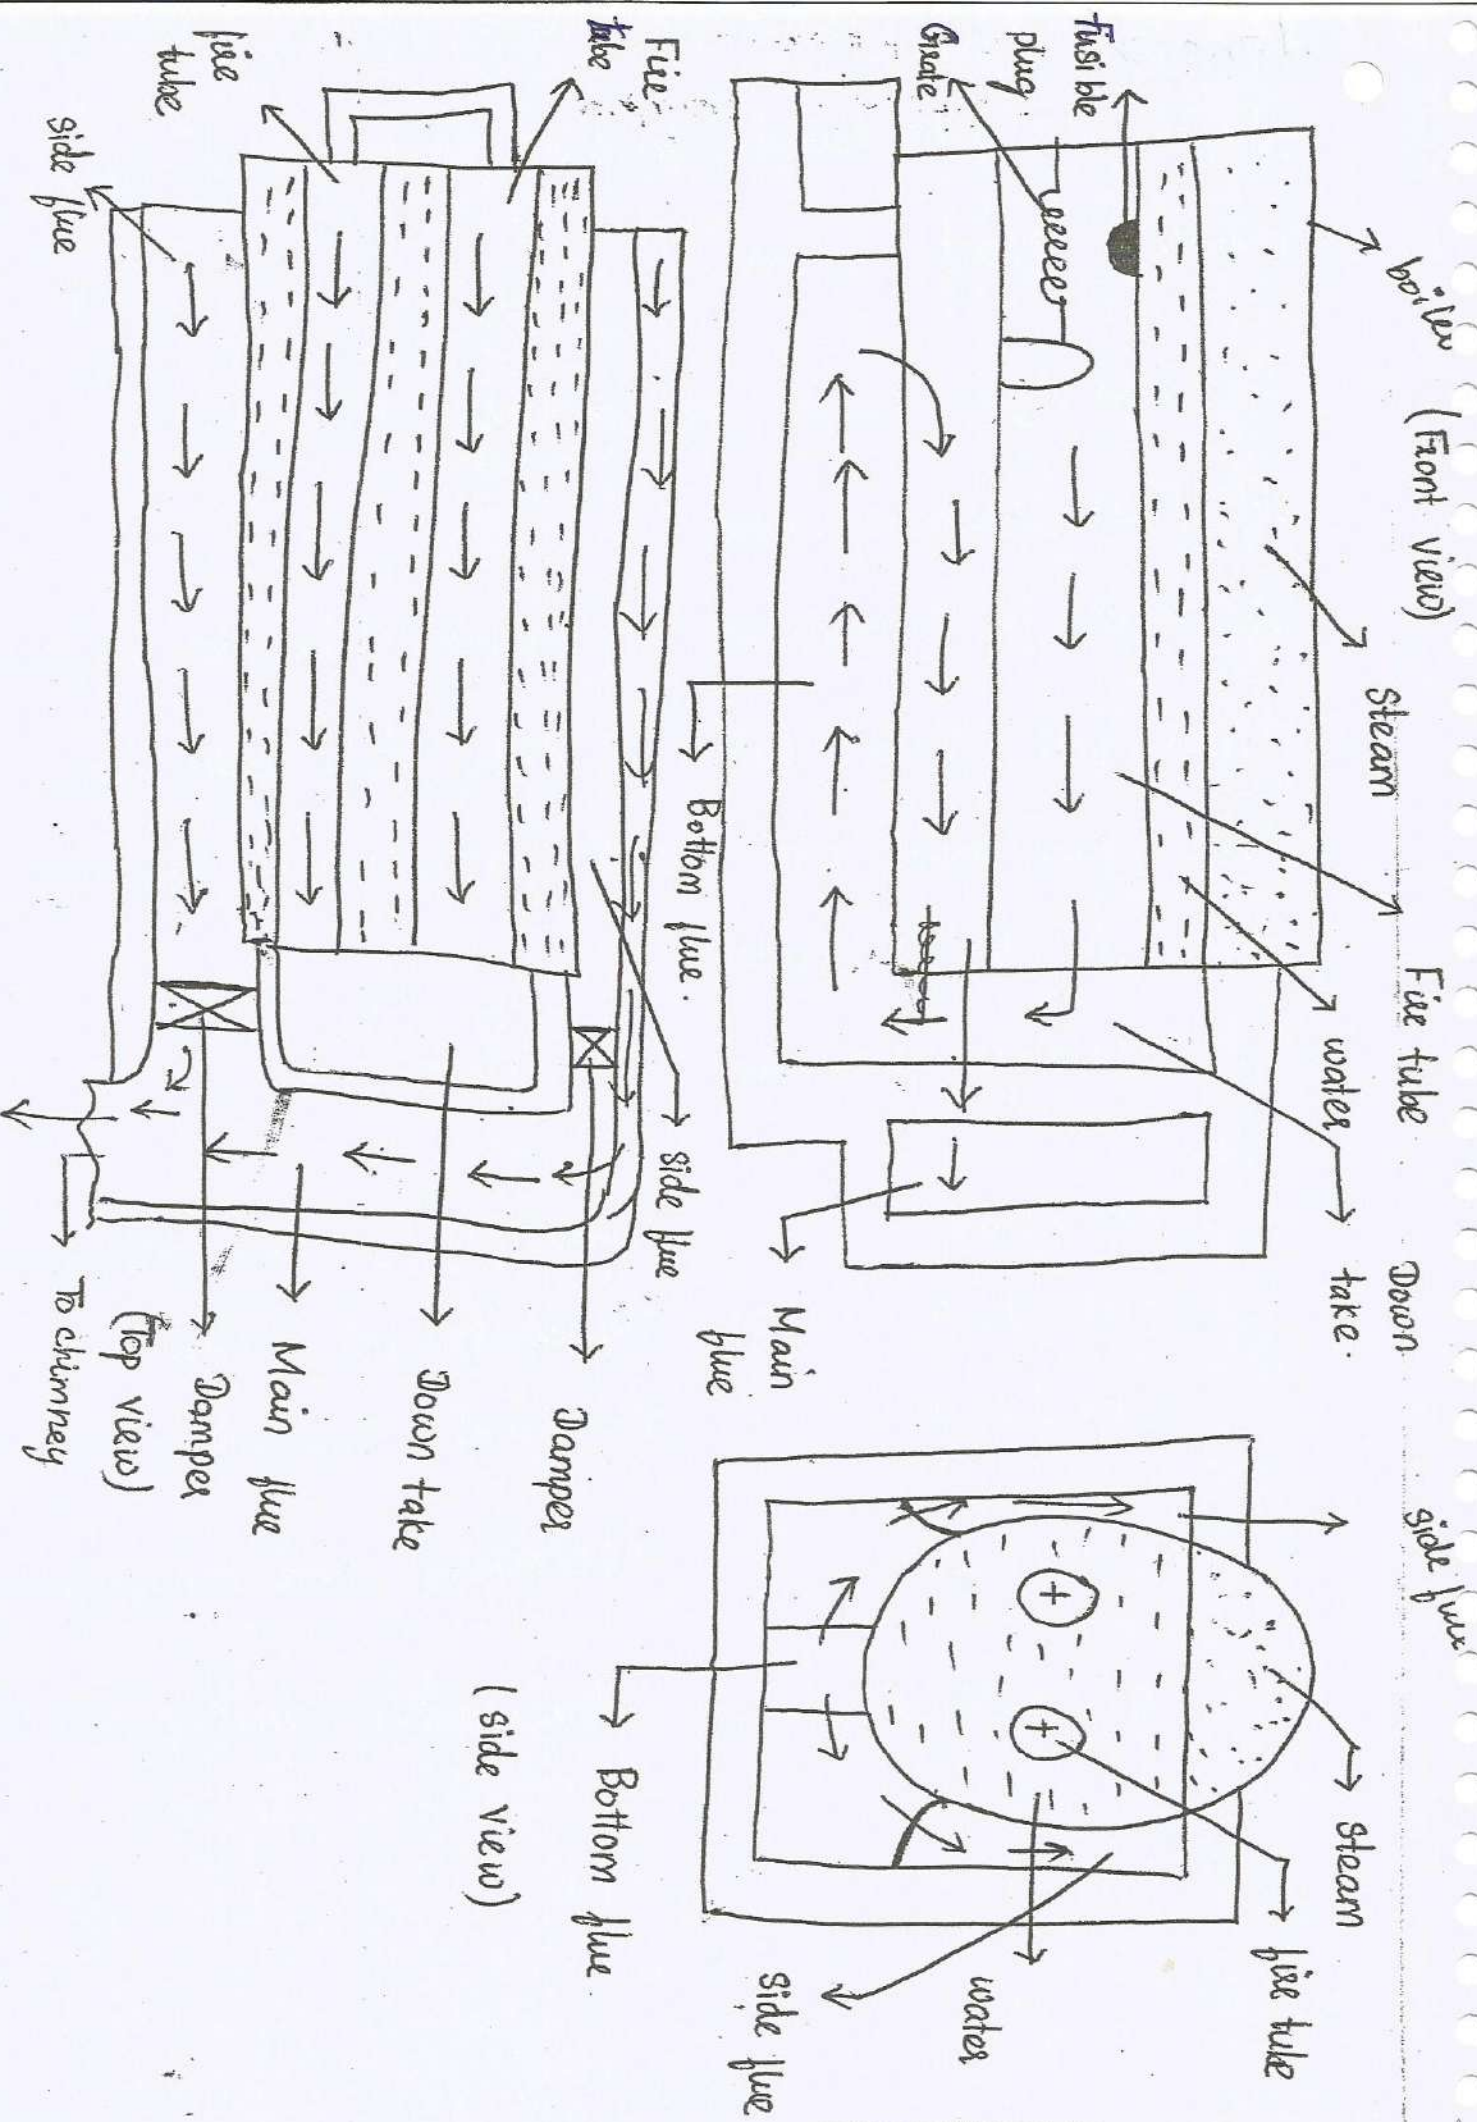 boiler (Front view)
Steam
Fire tube
water
Down
take.
Fusible
plug
Grate
Bottom flue.
Main
flue
side flue
Steam
fire tube
water
side flue
Bottom flue
(side view)
Fire
tube
fire
tube
side flue
side flue
Damper
Down take
Main flue
Damper
(Top view)
To chimney